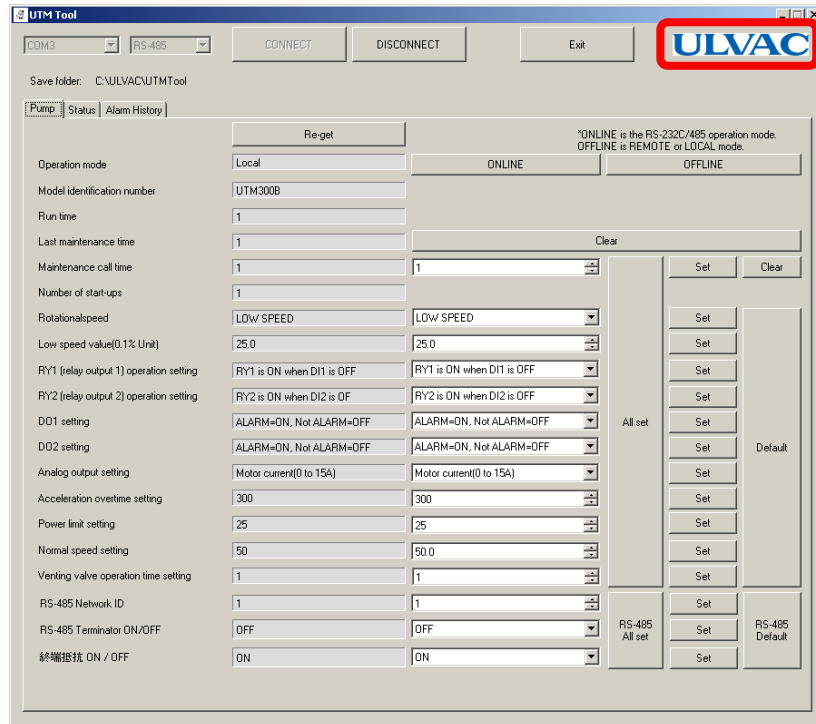 UTM Tool
COM3 RS-485 CONNECT DISCONNECT Exit ULVAC
Save folder: C:\ULVAC\UTMTool
Pump Status Alarm History
Re-get *ONLINE is the RS-232C/485 operation mode.
OFFLINE is REMOTE or LOCAL mode.
Operation mode Local ONLINE OFFLINE
Model identification number UTM300B
Run time 1
Last maintenance time 1 Clear
Maintenance call time 1 1 Set Clear
Number of start-ups 1
Rotationalspeed LOW SPEED LOW SPEED Set
Low speed value(0.1% Unit) 25.0 25.0 Set
RY1 (relay output 1) operation setting RY1 is ON when DI1 is OFF RY1 is ON when DI1 is OFF Set
RY2 (relay output 2) operation setting RY2 is ON when DI2 is OF RY2 is ON when DI2 is OFF Set
DO1 setting ALARM=ON, Not ALARM=OFF ALARM=ON, Not ALARM=OFF All set Set
DO2 setting ALARM=ON, Not ALARM=OFF ALARM=ON, Not ALARM=OFF Set Default
Analog output setting Motor current(0 to 15A) Motor current(0 to 15A) Set
Acceleration overtime setting 300 300 Set
Power limit setting 25 25 Set
Normal speed setting 50 50.0 Set
Venting valve operation time setting 1 1 Set
RS-485 Network ID 1 1 Set
RS-485 Terminator ON/OFF OFF OFF RS-485 All set Set RS-485 Default
終端抵抗 ON / OFF ON ON Set